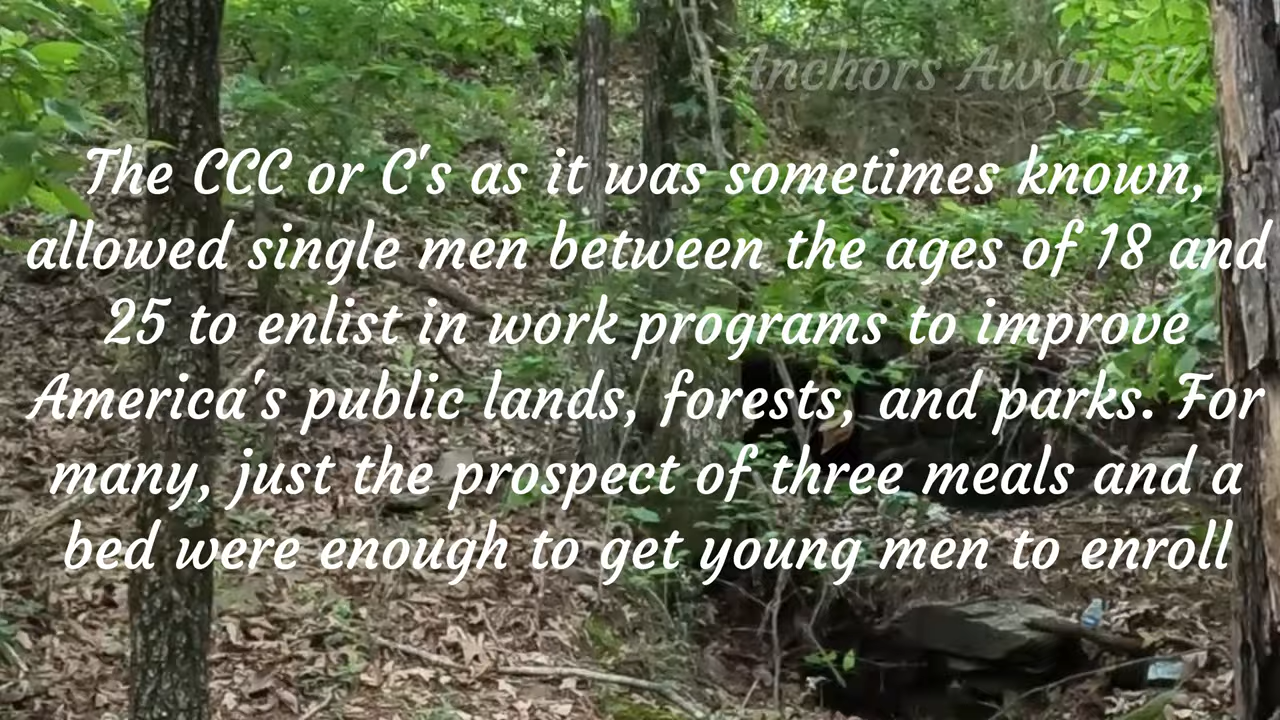 Anchors Away RV
The CCC or C's as it was sometimes known,
allowed single men between the ages of 18 and
25 to enlist in work programs to improve
America's public lands, forests, and parks. For
many, just the prospect of three meals and a
bed were enough to get young men to enroll